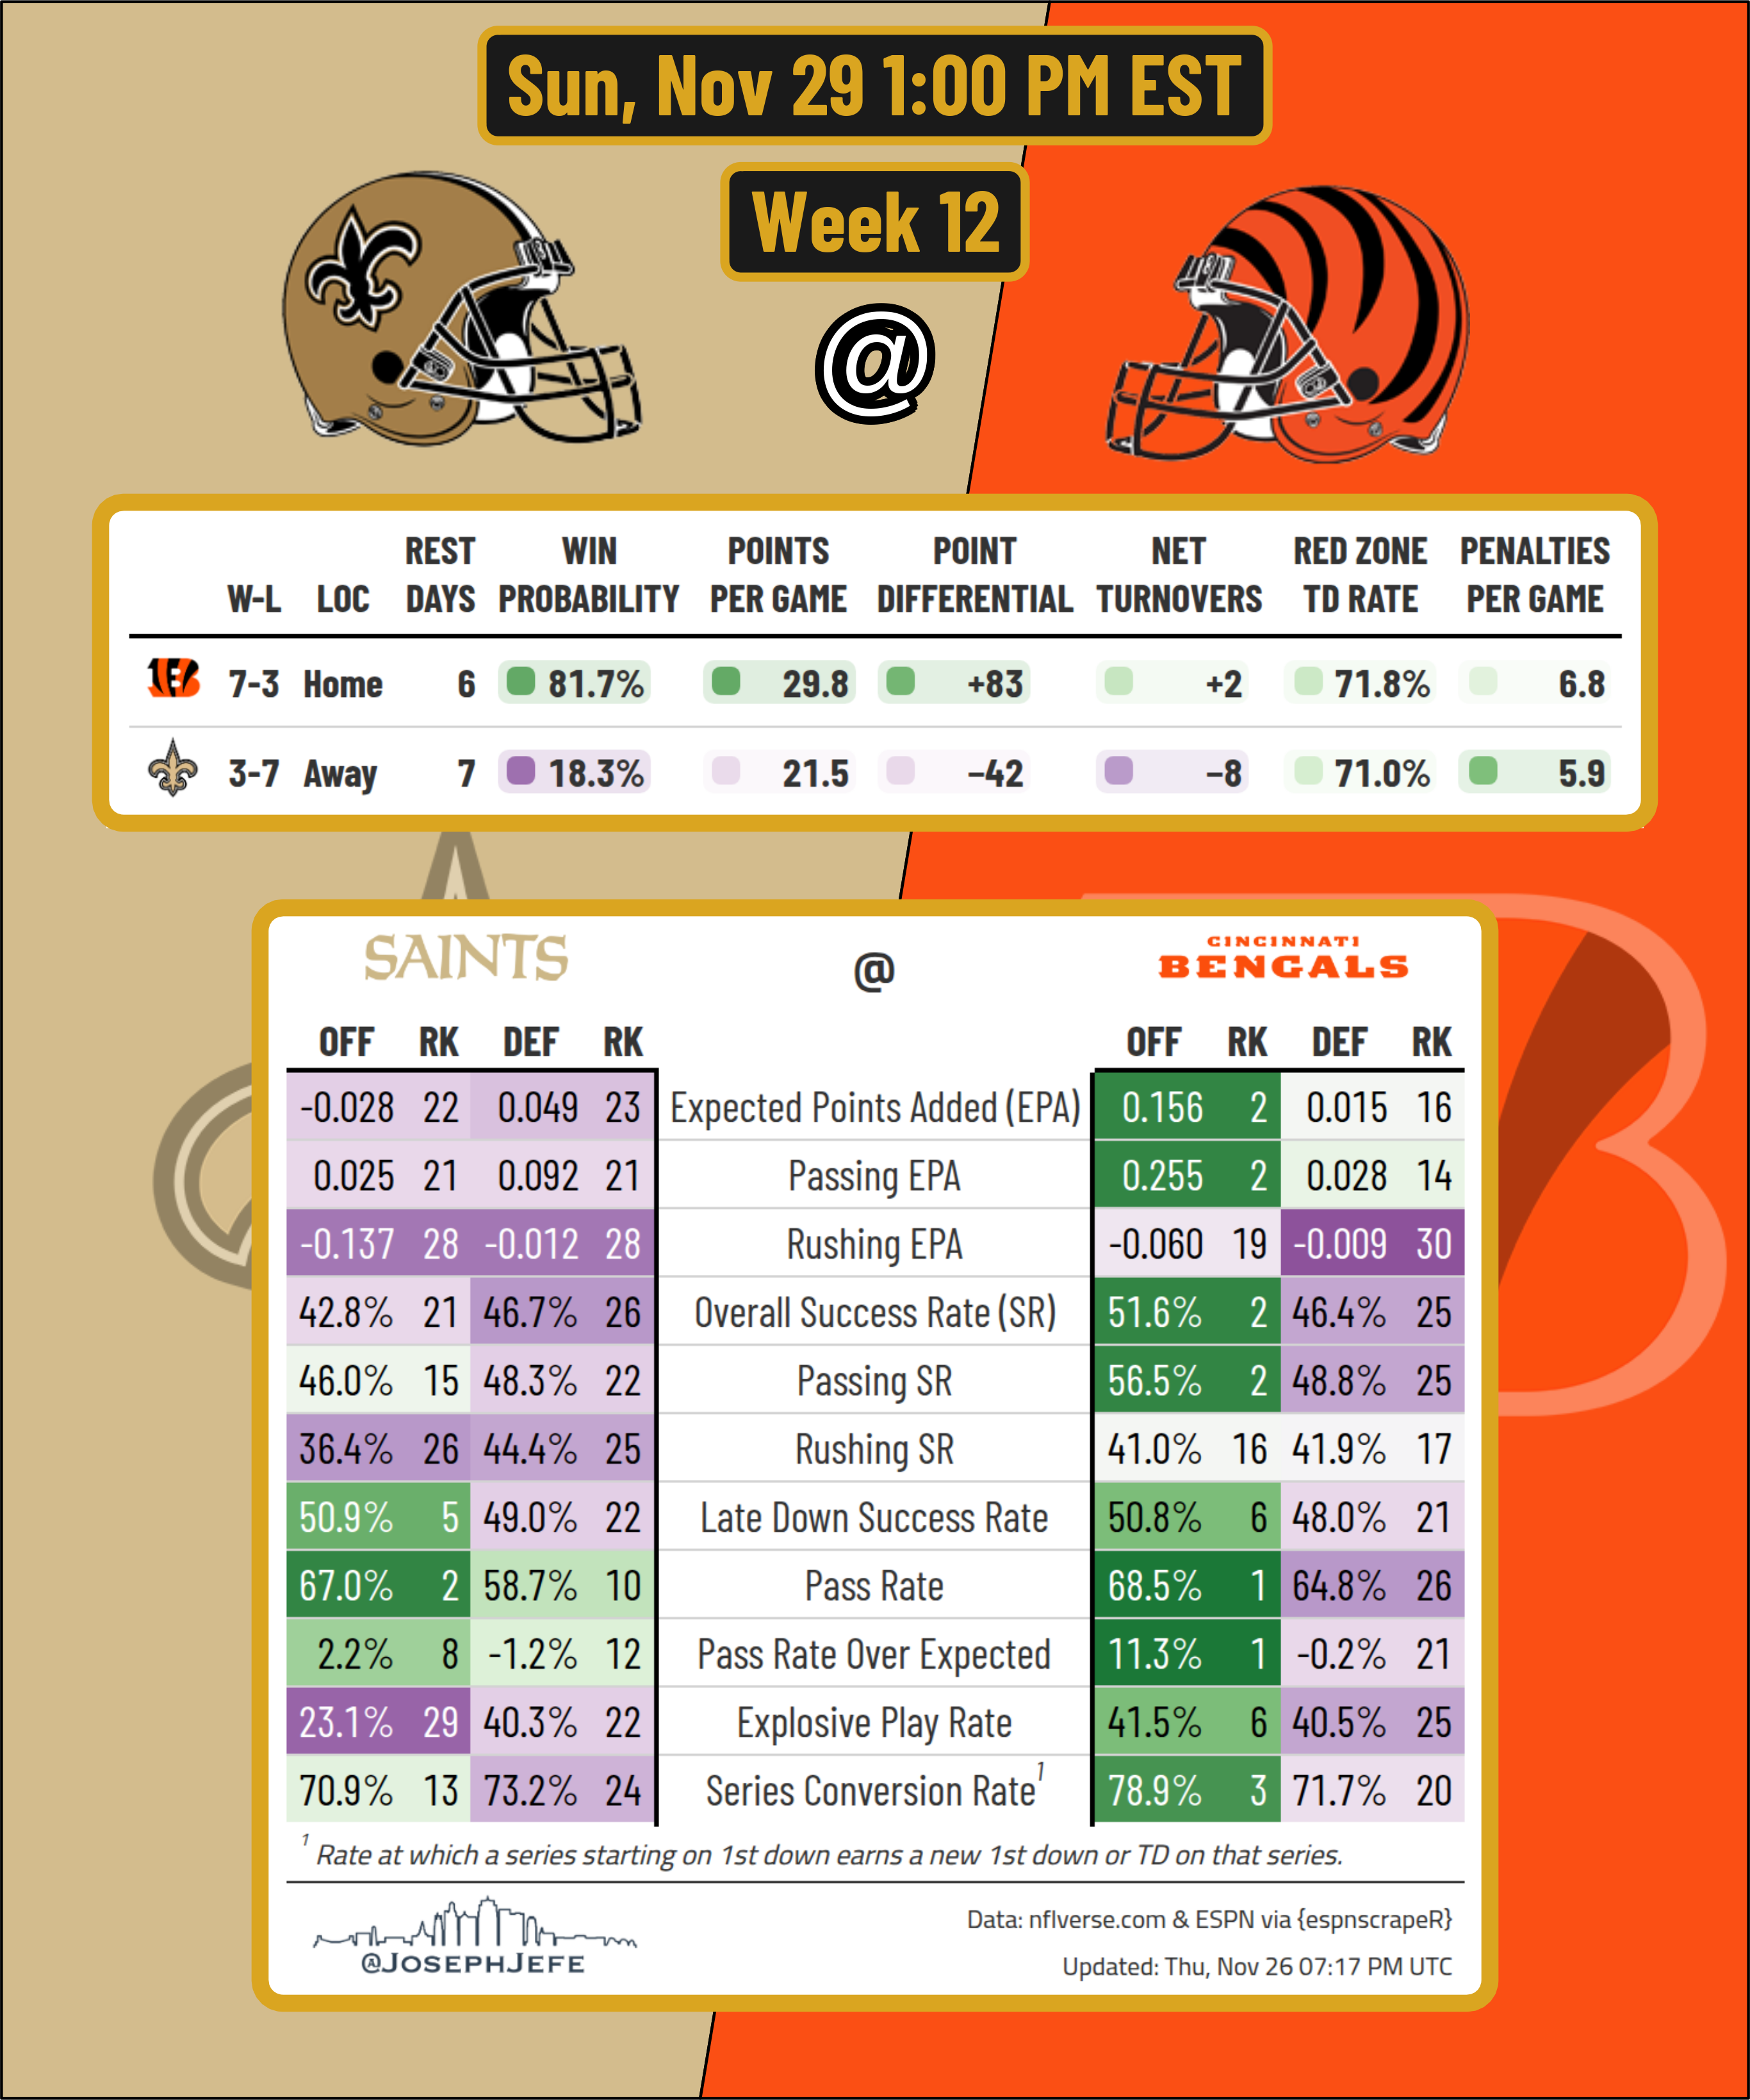 Sun, Nov 29 1:00 PM EST
Week 12
@
REST WIN POINTS POINT NET RED ZONE PENALTIES
W-L LOC DAYS PROBABILITY PER GAME DIFFERENTIAL TURNOVERS TD RATE PER GAME
B 7-3 Home 6 81.7% 29.8 +83 +2 71.8% 6.8
3-7 Away 7 18.3% 21.5 −42 −8 71.0% 5.9
SAINTS @ CINCINNATI BENGALS
OFF RK DEF RK OFF RK DEF RK
-0.028 22 0.049 23 Expected Points Added (EPA) 0.156 2 0.015 16
0.025 21 0.092 21 Passing EPA 0.255 2 0.028 14
-0.137 28 -0.012 28 Rushing EPA -0.060 19 -0.009 30
42.8% 21 46.7% 26 Overall Success Rate (SR) 51.6% 2 46.4% 25
46.0% 15 48.3% 22 Passing SR 56.5% 2 48.8% 25
36.4% 26 44.4% 25 Rushing SR 41.0% 16 41.9% 17
50.9% 5 49.0% 22 Late Down Success Rate 50.8% 6 48.0% 21
67.0% 2 58.7% 10 Pass Rate 68.5% 1 64.8% 26
2.2% 8 -1.2% 12 Pass Rate Over Expected 11.3% 1 -0.2% 21
23.1% 29 40.3% 22 Explosive Play Rate 41.5% 6 40.5% 25
70.9% 13 73.2% 24 Series Conversion Rate¹ 78.9% 3 71.7% 20
¹ Rate at which a series starting on 1st down earns a new 1st down or TD on that series.
@JOSEPHJEFE
Data: nflverse.com & ESPN via {espnscrapeR}
Updated: Thu, Nov 26 07:17 PM UTC